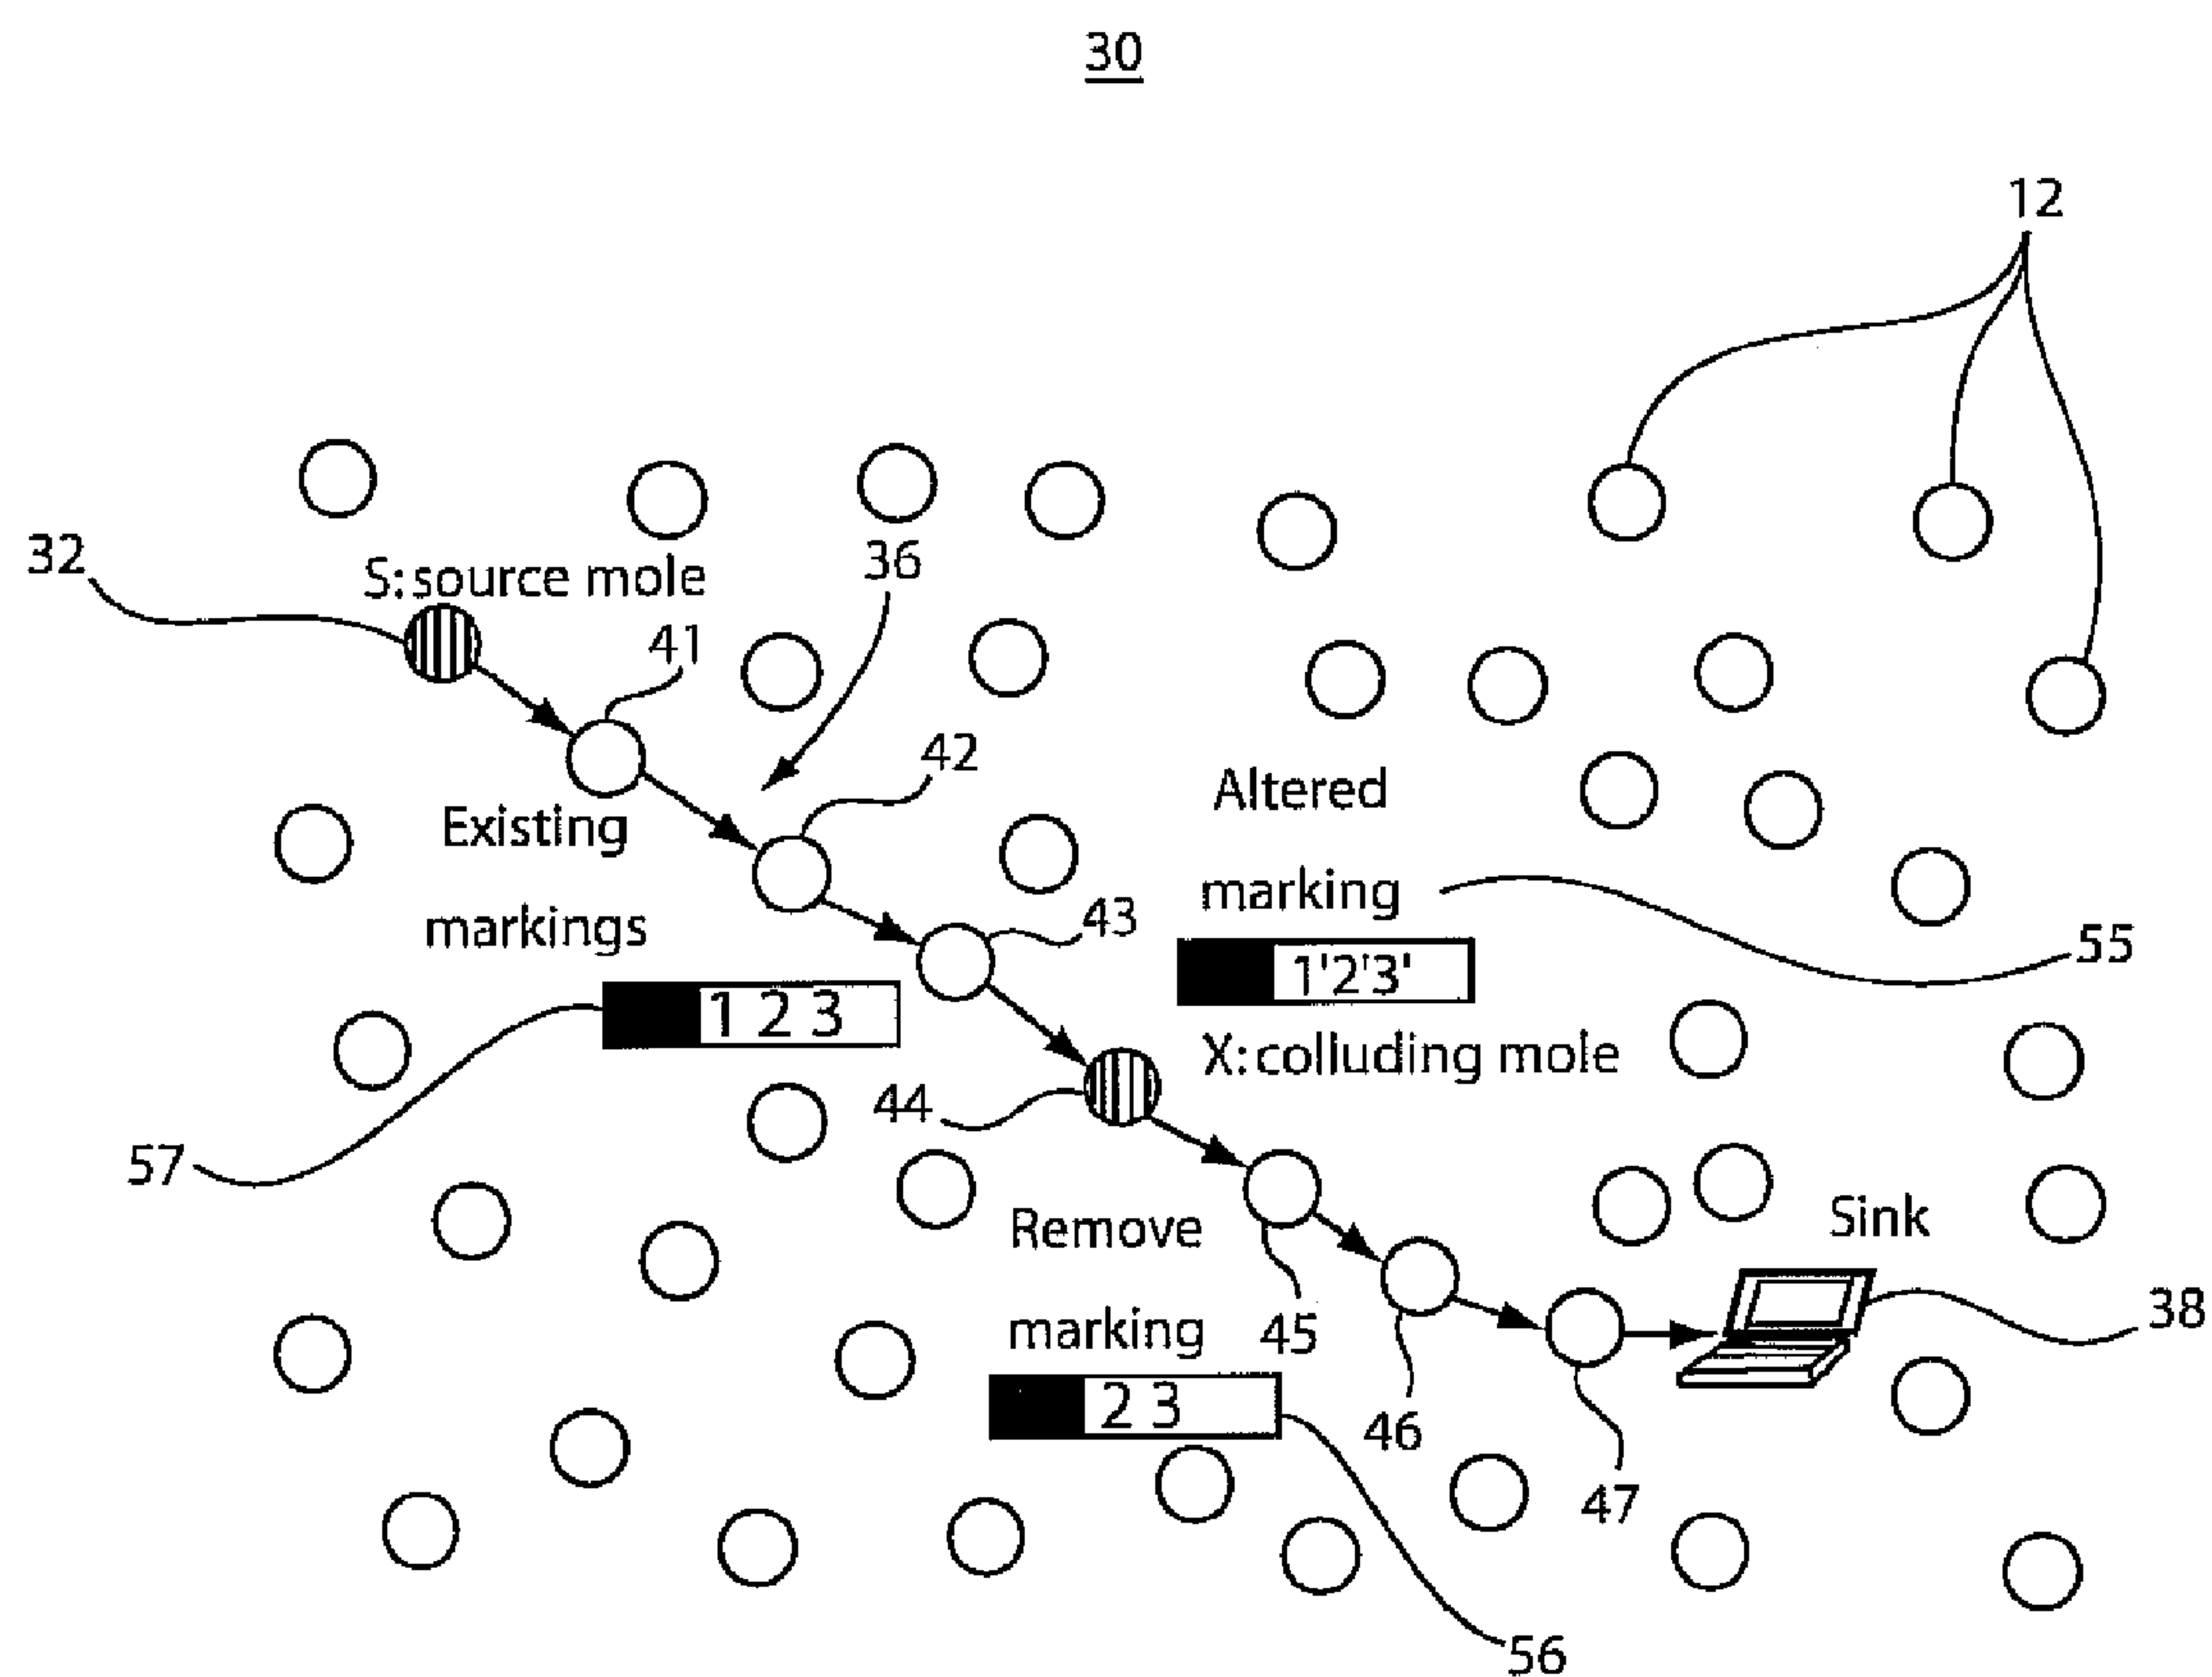 30
12
32
S:source mole
36
41
42
Existing
markings
Altered
marking
43
55
1'2'3'
1 2 3
X:colluding mole
44
57
Remove
marking
Sink
45
38
2 3
46
47
56